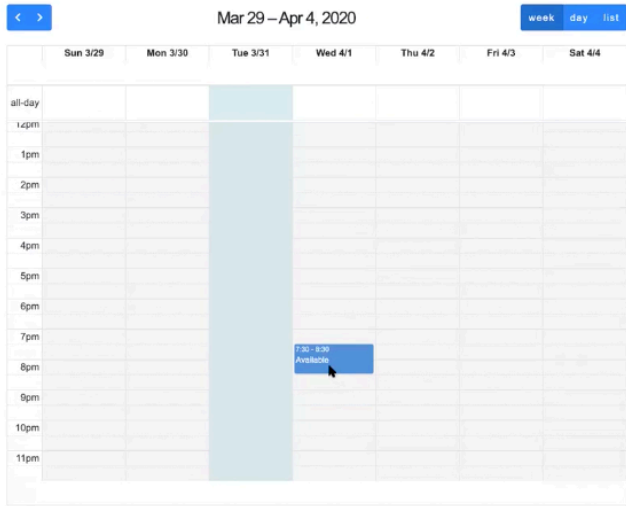 < >
Mar 29 – Apr 4, 2020
week day list
Sun 3/29 Mon 3/30 Tue 3/31 Wed 4/1 Thu 4/2 Fri 4/3 Sat 4/4
all-day
12pm
1pm
2pm
3pm
4pm
5pm
6pm
7pm
7:30 - 8:30
Available
8pm
9pm
10pm
11pm